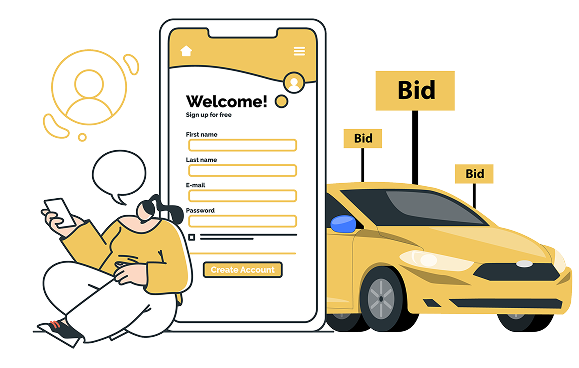 Welcome!
Sign up for free
First name
Last name
E-mail
Password
Create Account
Bid
Bid
Bid